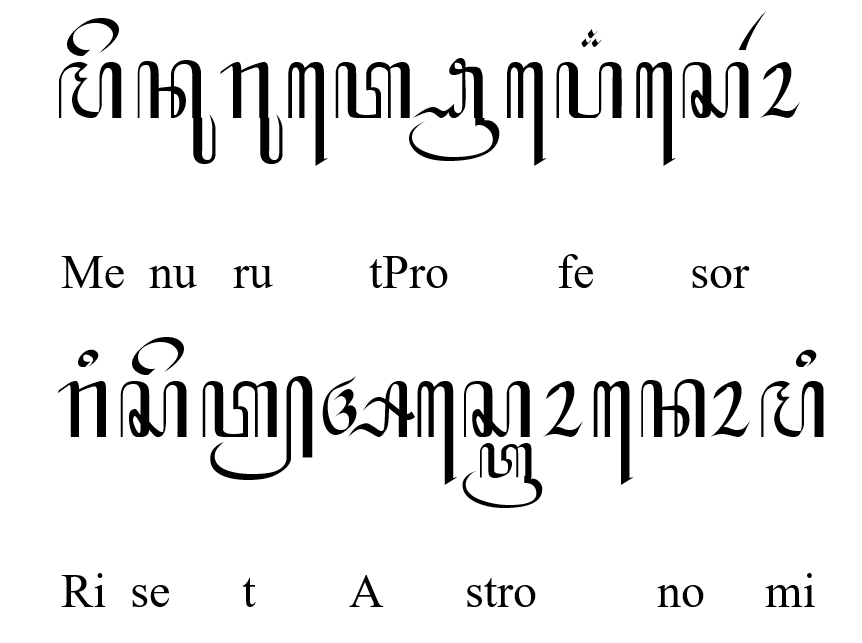 ꦩꦼꦤꦸꦫꦸꦠ꧀ꦥꦿꦺꦴꦥ꦳ꦺꦱꦺꦴꦂ
Me nu ru tPro fe sor
ꦫꦶꦱꦼꦠ꧀ꦄꦱ꧀ꦠꦿꦺꦴꦤꦺꦴꦩꦶ
Ri se t A stro no mi